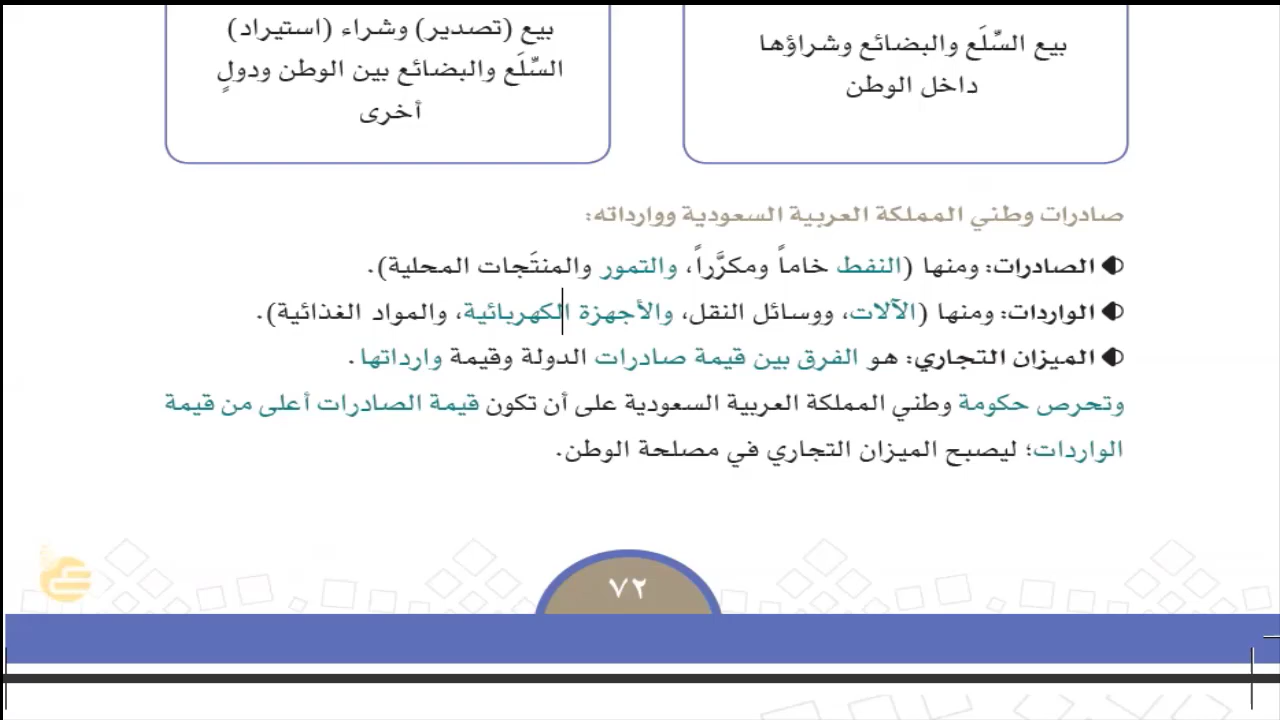 بيع السِّلَع والبضائع وشراؤها
داخل الوطن
بيع (تصدير) وشراء (استيراد)
السِّلَع والبضائع بين الوطن ودولٍ
أخرى
صادرات وطني المملكة العربية السعودية ووارداته:
الصادرات: ومنها (النفط خاماً ومكرَّراً، والتمور والمنتَجات المحلية).
الواردات: ومنها (الآلات، ووسائل النقل، والأجهزة الكهربائية، والمواد الغذائية).
الميزان التجاري: هو الفرق بين قيمة صادرات الدولة وقيمة وارداتها.
وتحرص حكومة وطني المملكة العربية السعودية على أن تكون قيمة الصادرات أعلى من قيمة
الواردات؛ ليصبح الميزان التجاري في مصلحة الوطن.
٧٢